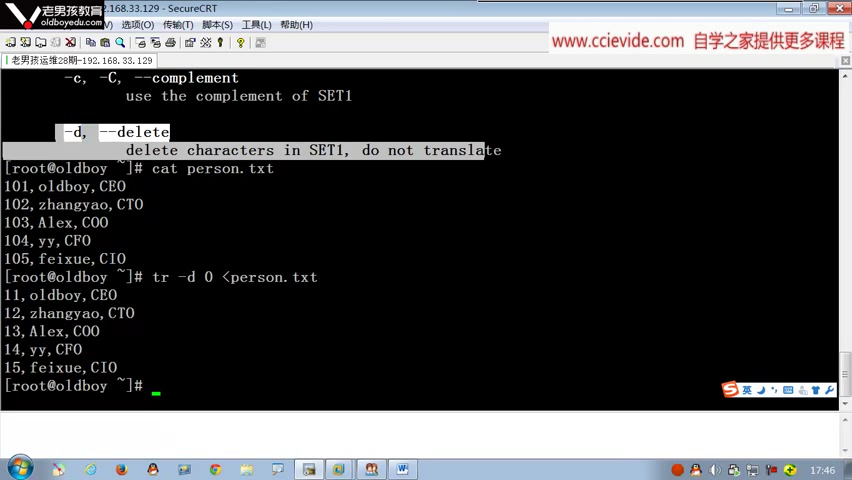 老男孩教育
oldboyedu.com
.168.33.129 - SecureCRT
选项(O) 传输(T) 脚本(S) 工具(L) 帮助(H)
www.ccievide.com 自学之家提供更多课程
老男孩运维28期-192.168.33.129
-c, -C, --complement
use the complement of SET1
-d, --delete
delete characters in SET1, do not translate
[root@oldboy ~]# cat person.txt
101,oldboy,CEO
102,zhangyao,CTO
103,Alex,COO
104,yy,CFO
105,feixue,CIO
[root@oldboy ~]# tr -d 0 <person.txt
11,oldboy,CEO
12,zhangyao,CTO
13,Alex,COO
14,yy,CFO
15,feixue,CIO
[root@oldboy ~]#
英
17:46